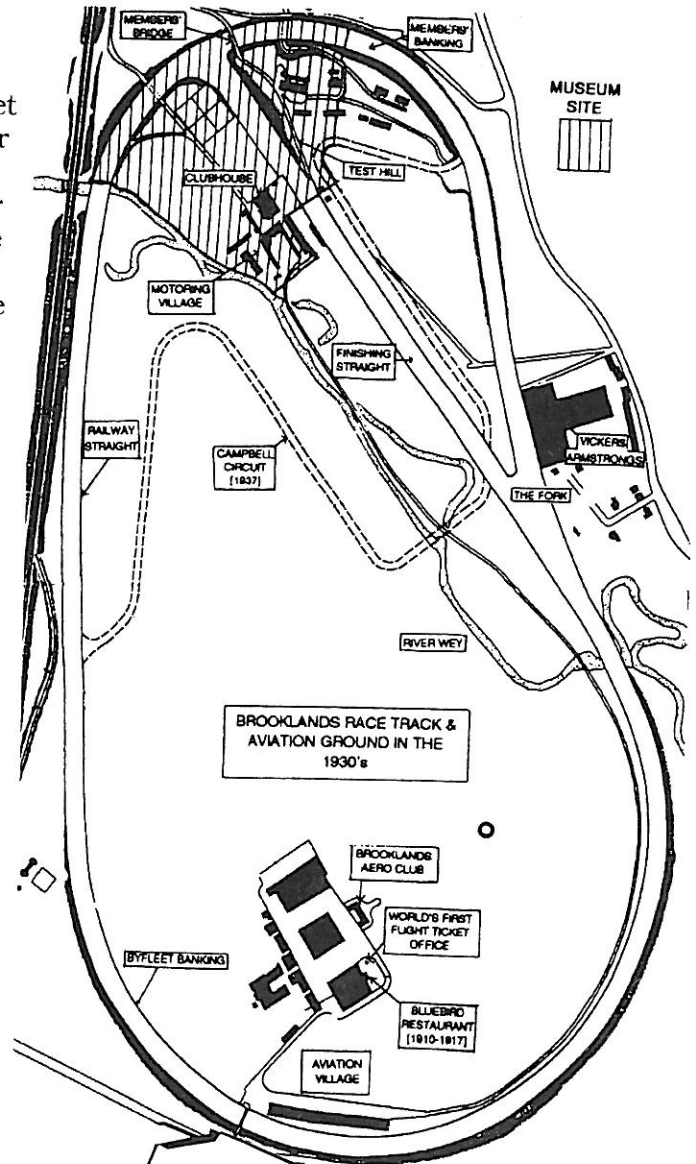 MEMBERS'
BRIDGE
MEMBERS'
BANKING
et
r
.
e
e
MUSEUM
SITE
CLUBHOUSE
TEST HILL
MOTORING
VILLAGE
FINISHING
STRAIGHT
RAILWAY
STRAIGHT
CAMPBELL
CIRCUIT
[1937]
VICKERS
ARMSTRONGS
THE FORK
RIVER WEY
BROOKLANDS RACE TRACK &
AVIATION GROUND IN THE
1930's
BROOKLANDS
AERO CLUB
WORLD'S FIRST
FLIGHT TICKET
OFFICE
BYFLEET BANKING
BLUEBIRD
RESTAURANT
[1910-1917]
AVIATION
VILLAGE